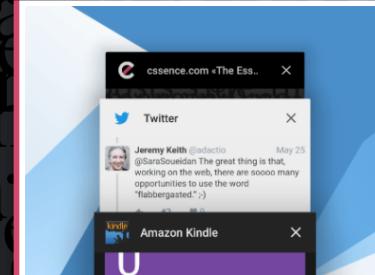 cssence.com «The Ess..
Twitter
Jeremy Keith @adactio May 25
@SaraSoueidan The great thing is that,
working on the web, there are soooo many
opportunities to use the word
"flabbergasted." ;-)
kindle
Amazon Kindle
U